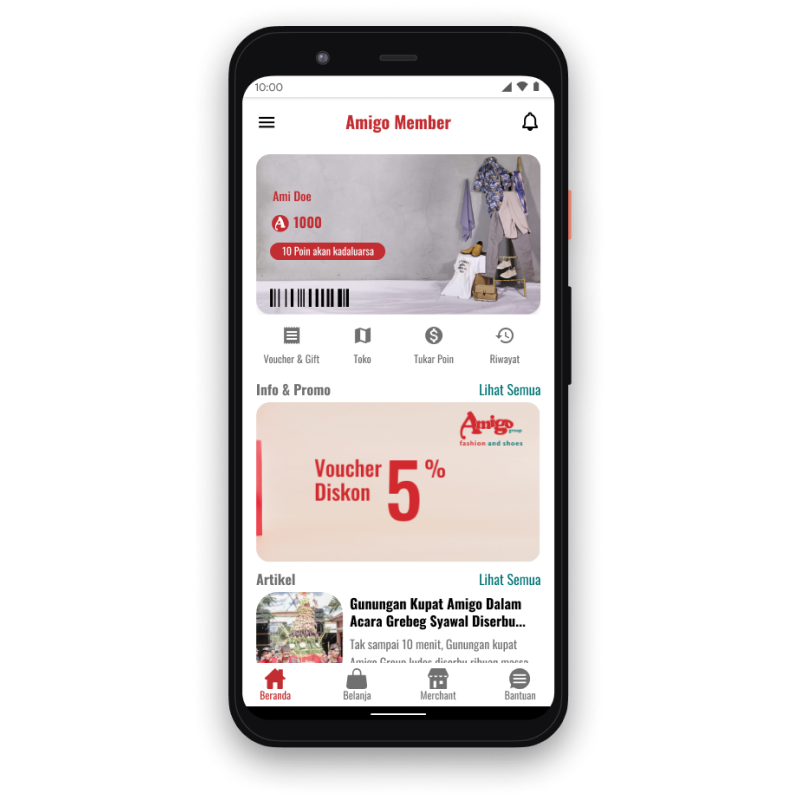 10:00
Amigo Member
Ami Doe
A 1000
10 Poin akan kadaluarsa
Voucher & Gift
Toko
Tukar Poin
Riwayat
Info & Promo
Lihat Semua
Amigo group
fashion and shoes
Voucher
Diskon
5%
Artikel
Lihat Semua
Gunungan Kupat Amigo Dalam
Acara Grebeg Syawal Diserbu...
Tak sampai 10 menit, Gunungan kupat
Amigo Group ludes diserbu ribuan massa
Beranda
Belanja
Merchant
Bantuan